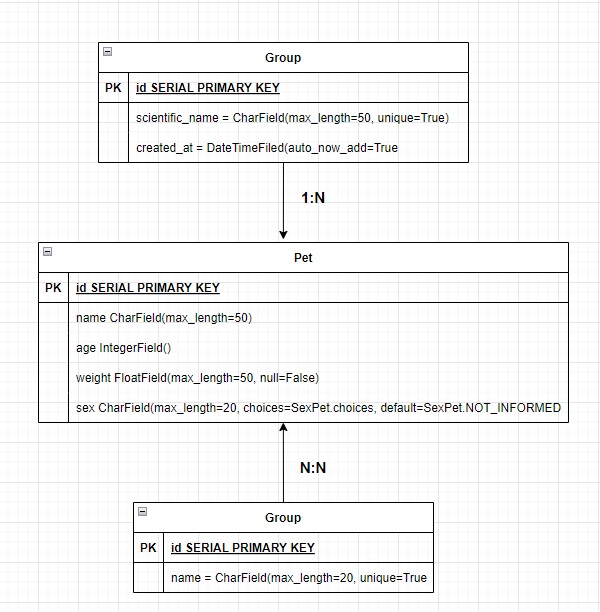 Group
PK id SERIAL PRIMARY KEY
scientific_name = CharField(max_length=50, unique=True)
created_at = DateTimeFiled(auto_now_add=True
1:N
Pet
PK id SERIAL PRIMARY KEY
name CharField(max_length=50)
age IntegerField()
weight FloatField(max_length=50, null=False)
sex CharField(max_length=20, choices=SexPet.choices, default=SexPet.NOT_INFORMED
N:N
Group
PK id SERIAL PRIMARY KEY
name = CharField(max_length=20, unique=True